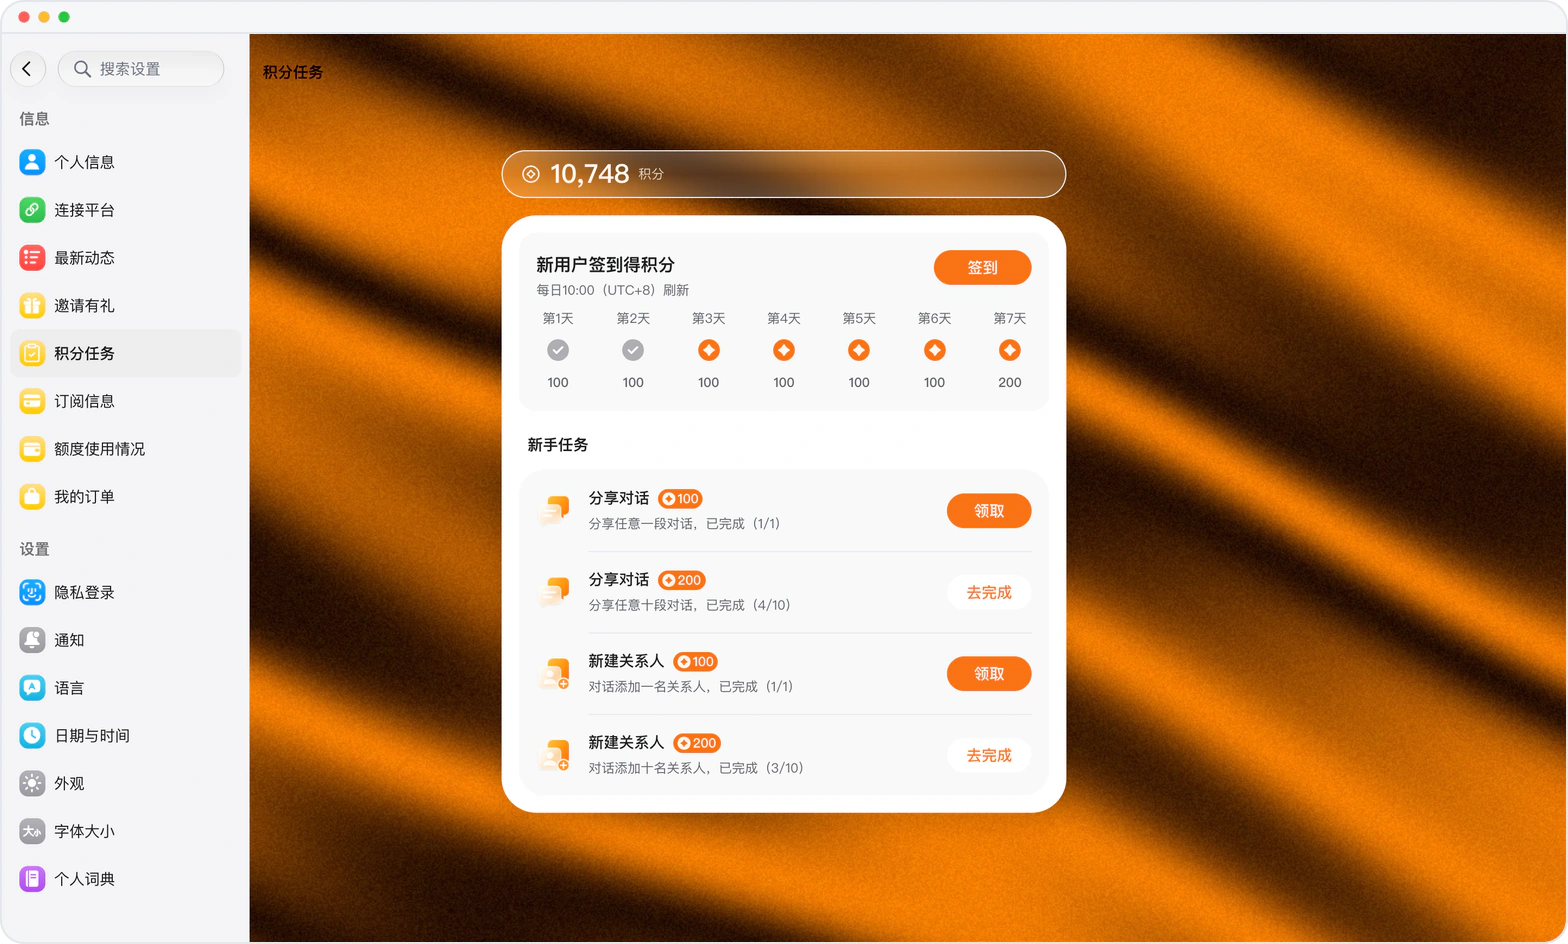 搜索设置
信息
个人信息
连接平台
最新动态
邀请有礼
积分任务
订阅信息
额度使用情况
我的订单
设置
隐私登录
通知
A
语言
日期与时间
外观
大小
字体大小
个人词典
积分任务
10,748 积分
新用户签到得积分
签到
每日10:00（UTC+8）刷新
第1天 第2天 第3天 第4天 第5天 第6天 第7天
100 100 100 100 100 100 200
新手任务
分享对话 100
分享任意一段对话，已完成（1/1）
领取
分享对话 200
分享任意十段对话，已完成（4/10）
去完成
新建关系人 100
对话添加一名关系人，已完成（1/1）
领取
新建关系人 200
对话添加十名关系人，已完成（3/10）
去完成